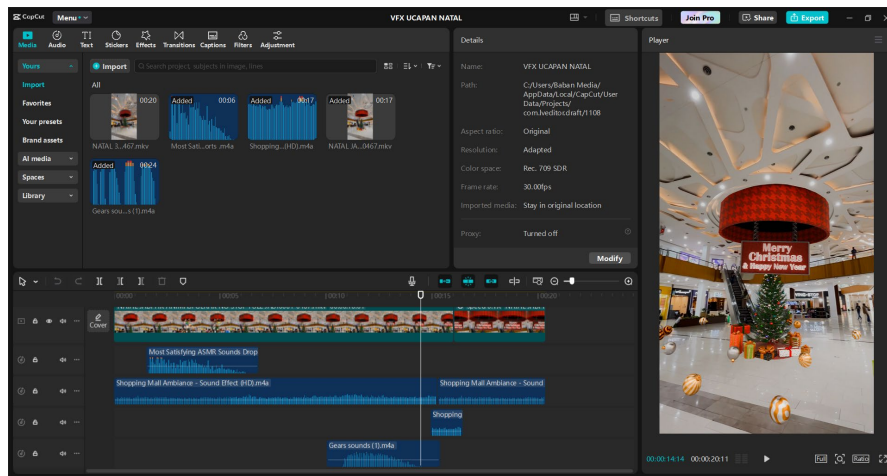 CapCut
Menu
VFX UCAPAN NATAL
Shortcuts
Join Pro
Share
Export
Media
Audio
Text
Stickers
Effects
Transitions
Captions
Filters
Adjustment
Details
Player
Yours
Import
Search project, subjects in image, lines
Import
All
Favorites
Your presets
Brand assets
AI media
Spaces
Library
00:20
NATAL 3...467.mkv
Added
00:06
Most Sati...orts .m4a
Added
00:17
Shopping...(HD).m4a
Added
00:17
NATAL JA...0467.mkv
Added
00:24
Gears sou...s (1).m4a
Name:
VFX UCAPAN NATAL
Path:
C:/Users/Baban Media/
AppData/Local/CapCut/User
Data/Projects/
com.lveditor.draft/1108
Aspect ratio:
Original
Resolution:
Adapted
Color space:
Rec. 709 SDR
Frame rate:
30.00fps
Imported media:
Stay in original location
Proxy:
Turned off
Modify
Merry
Christmas
& Happy New Year
00:00
00:05
00:10
00:15
00:20
Cover
Most Satisfying ASMR Sounds Drop
Shopping Mall Ambiance - Sound Effect (HD).m4a
Shopping Mall Ambiance - Sound
Shopping
Gears sounds (1).m4a
00:00:14:14
00:00:20:11
Full
Ratio